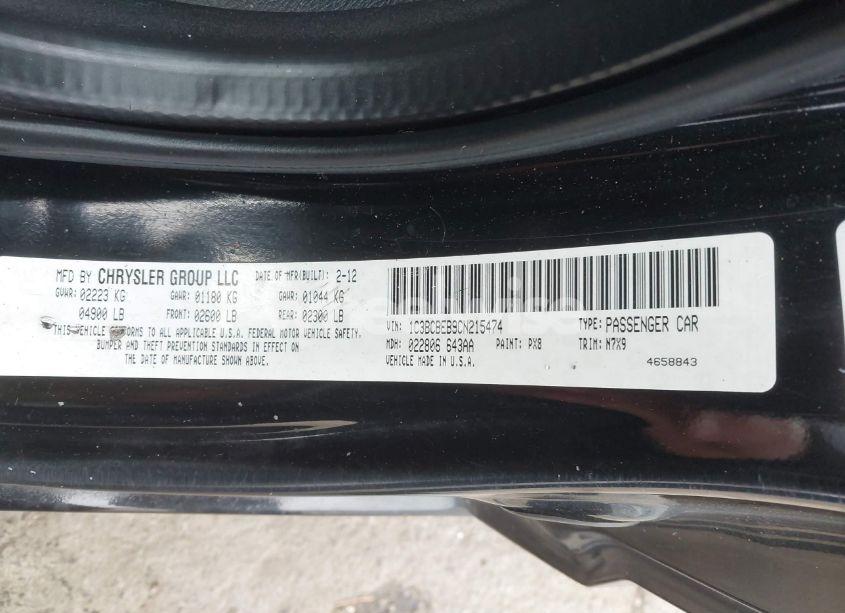 MFD BY CHRYSLER GROUP LLC DATE OF MFR(BUILT): 2-12
GVWR: 02223 KG GAWR: 01180 KG GAWR: 01044 KG
04900 LB FRONT: 02600 LB REAR: 02300 LB
THIS VEHICLE CONFORMS TO ALL APPLICABLE U.S.A. FEDERAL MOTOR VEHICLE SAFETY,
BUMPER AND THEFT PREVENTION STANDARDS IN EFFECT ON
THE DATE OF MANUFACTURE SHOWN ABOVE.
VIN: 1C3BCBEB9CN215474 TYPE: PASSENGER CAR
MDH: 022806 643AA PAINT: PX8 TRIM: N7X9
VEHICLE MADE IN U.S.A.
4658843